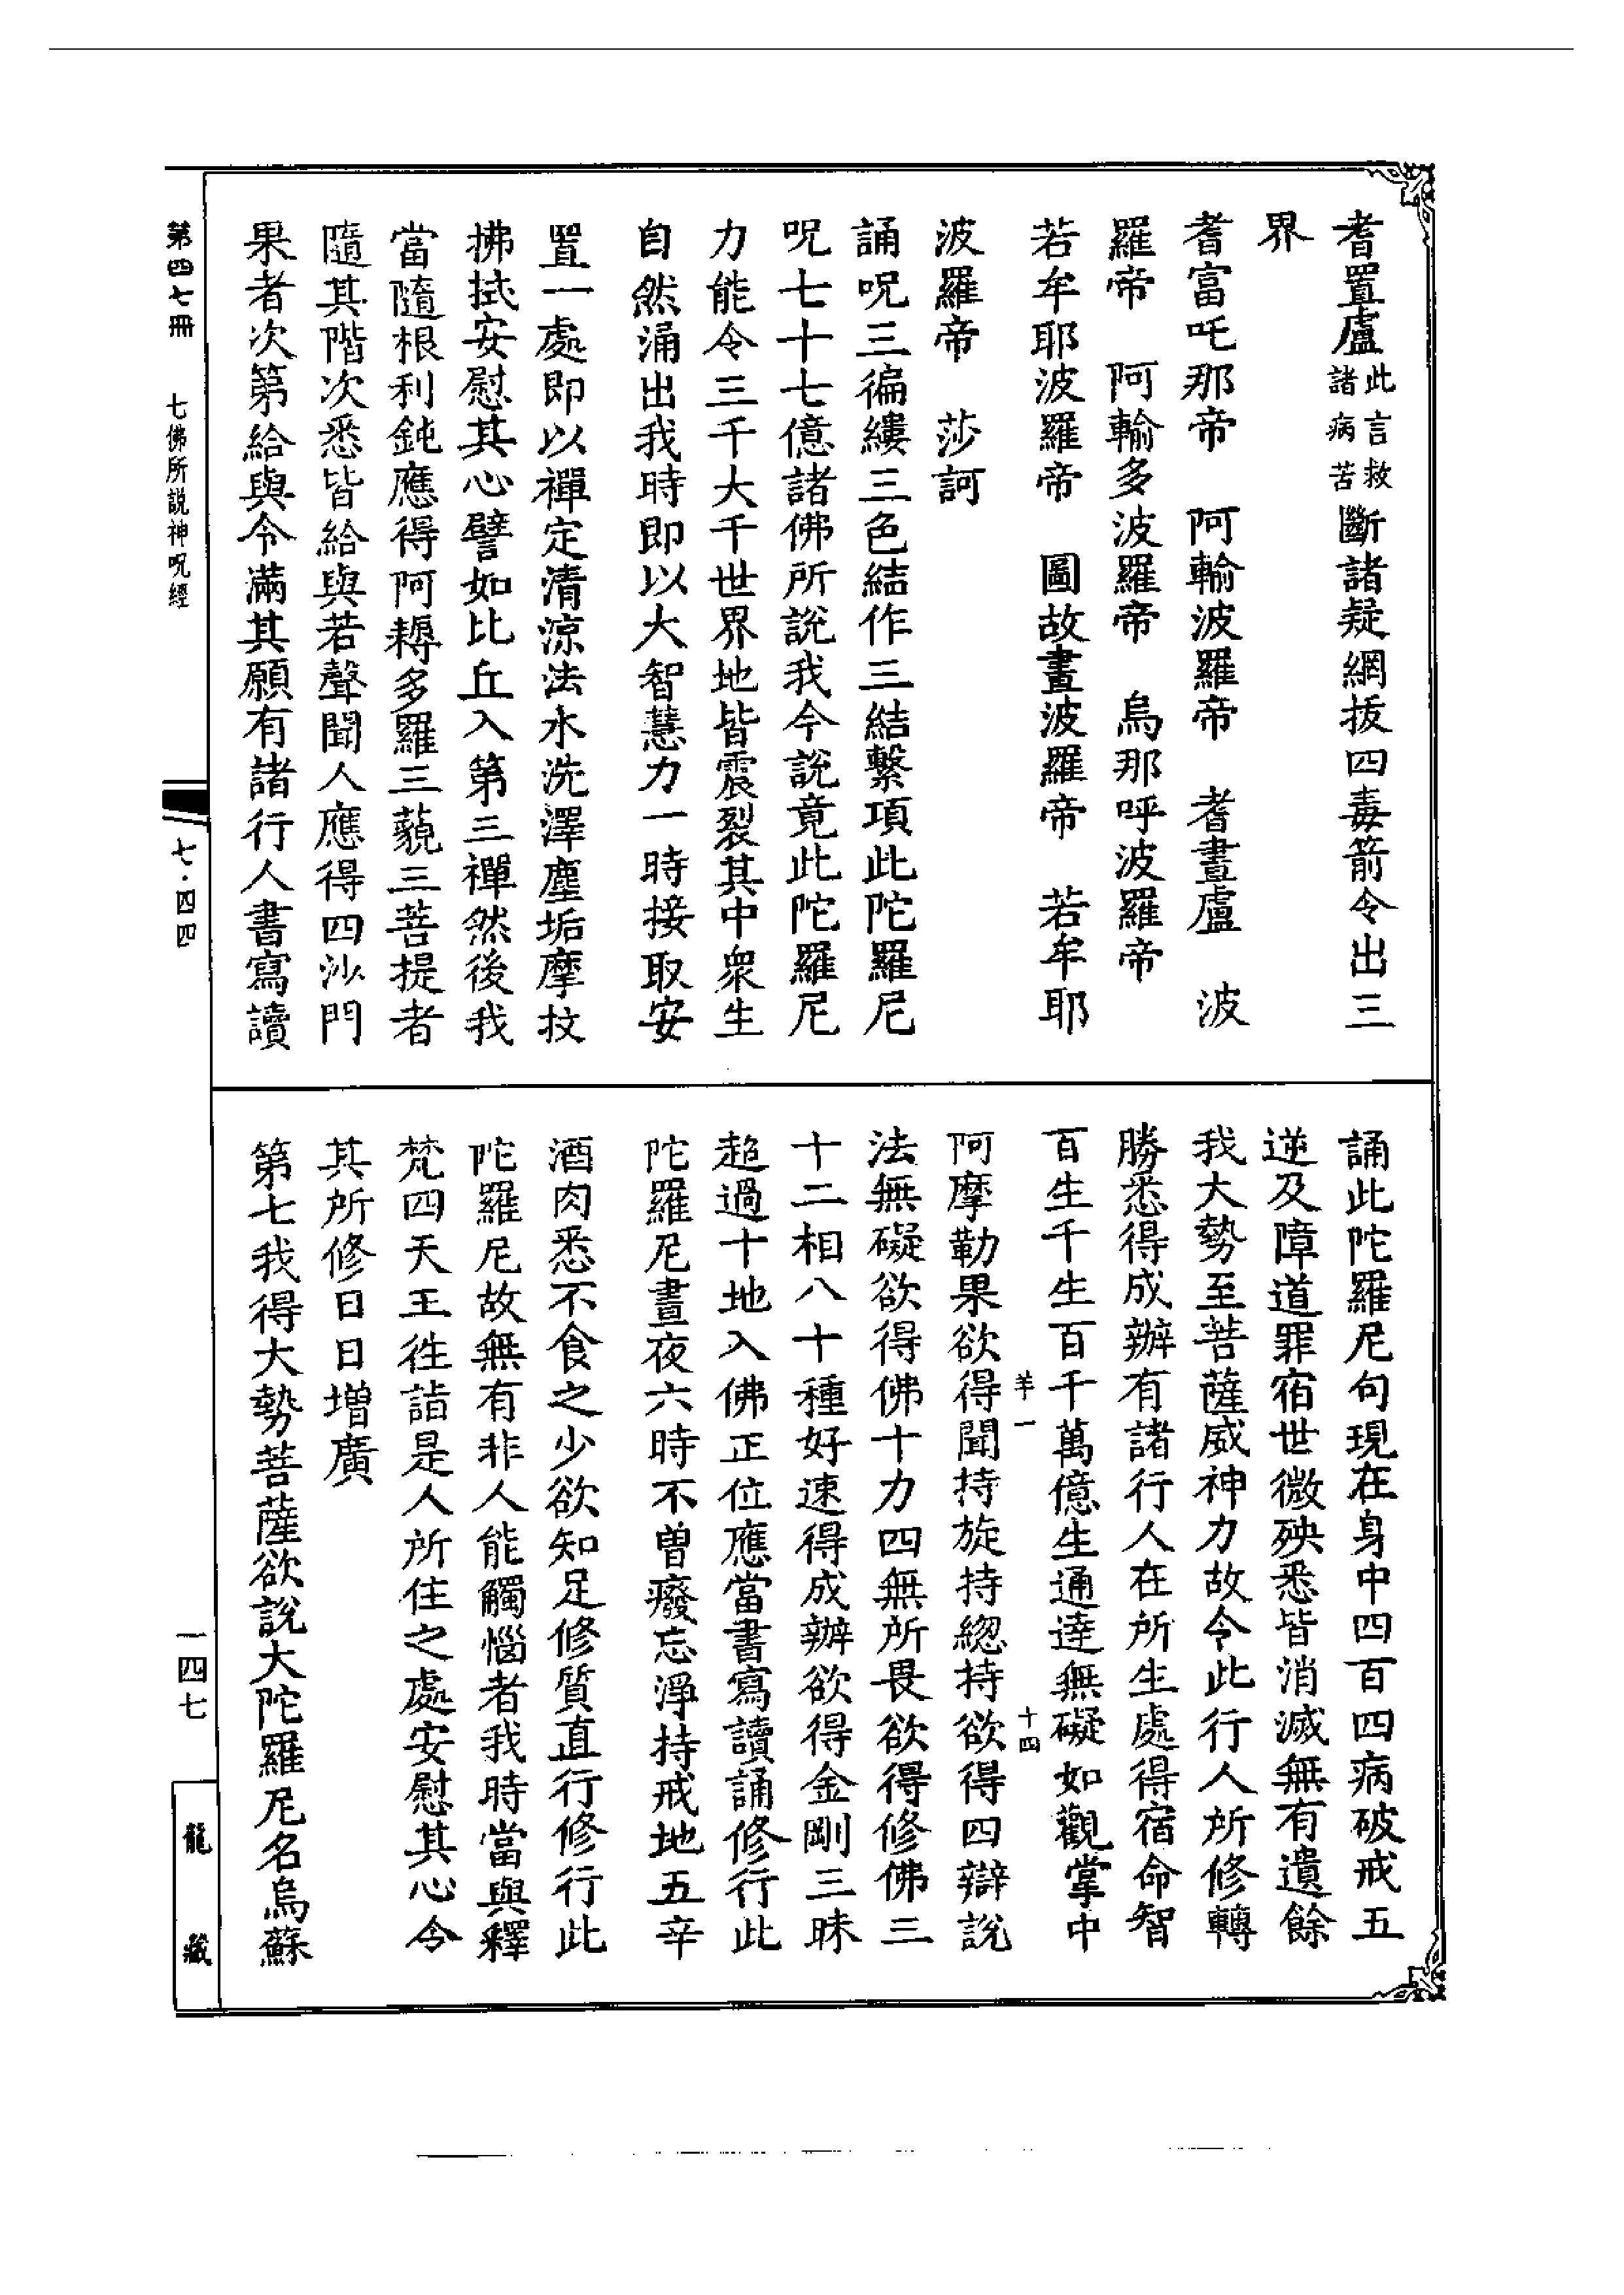 耆置盧此言救諸病苦斷諸疑網拔四毒箭令出三
界
耆富吒那帝　阿輸波羅帝　耆晝盧　波
羅帝　阿輸多波羅帝　烏那呼波羅帝
若牟耶波羅帝　圖故晝波羅帝　若牟耶
波羅帝　莎訶
誦呪三徧縷三色結作三結繫項此陀羅尼
呪七十七億諸佛所說我今說竟此陀羅尼
力能令三千大千世界地皆震裂其中衆生
自然涌出我時即以大智慧力一時接取安
置一處即以禪定清涼法水洗澤塵垢摩抆
拂拭安慰其心譬如比丘入第三禪然後我
當隨根利鈍應得阿耨多羅三藐三菩提者
隨其階次悉皆給與若聲聞人應得四沙門
果者次第給與令滿其願有諸行人書寫讀
誦此陀羅尼句現在身中四百四病破戒五
逆及障道罪宿世微殃悉皆消滅無有遺餘
我大勢至菩薩威神力故令此行人所修轉
勝悉得成辦有諸行人在所生處得宿命智
百生千生百千萬億生通達無礙如觀掌中
羊一　十四
阿摩勒果欲得聞持旋持緫持欲得四辯說
法無礙欲得佛十力四無所畏欲得修佛三
十二相八十種好速得成辦欲得金剛三昧
超過十地入佛正位應當書寫讀誦修行此
陀羅尼晝夜六時不曾癈忘淨持戒地五辛
酒肉悉不食之少欲知足修質直行修行此
陀羅尼故無有非人能觸惱者我時當與釋
梵四天王徃詣是人所住之處安慰其心令
其所修日日增廣
第七我得大勢菩薩欲說大陀羅尼名烏蘇
第四七冊　七佛所說神呪經
七·四四
一四七
龍藏